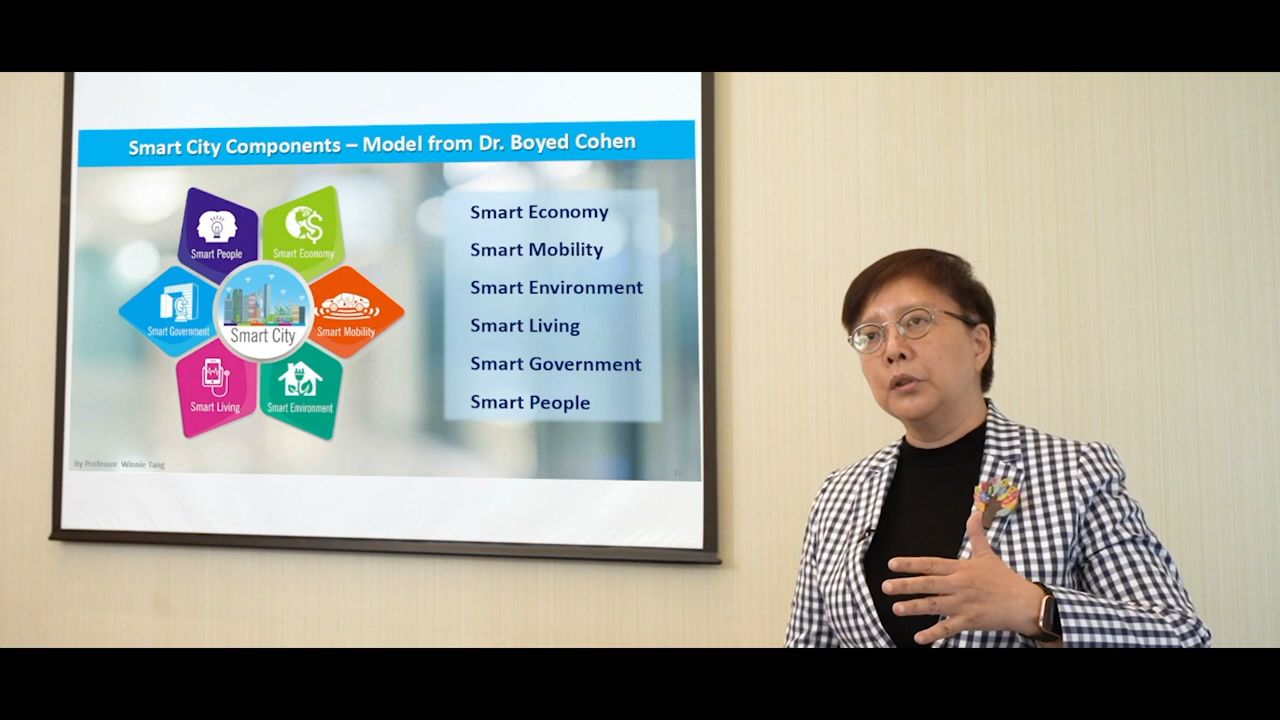 Smart City Components – Model from Dr. Boyed Cohen
Smart People
Smart Economy
Smart Government
Smart City
Smart Mobility
Smart Living
Smart Environment
Smart Economy
Smart Mobility
Smart Environment
Smart Living
Smart Government
Smart People
By Professor Winnie Tang